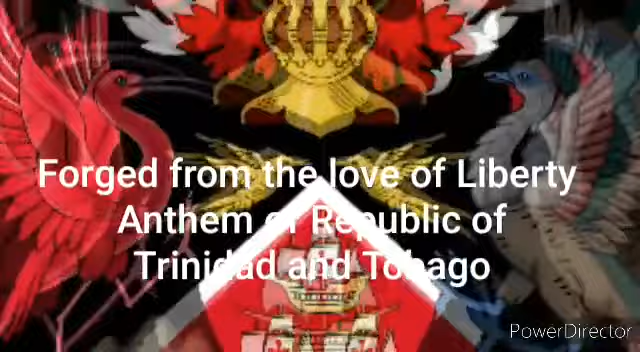 Forged from the love of Liberty
Anthem of Republic of
Trinidad and Tobago
PowerDirector